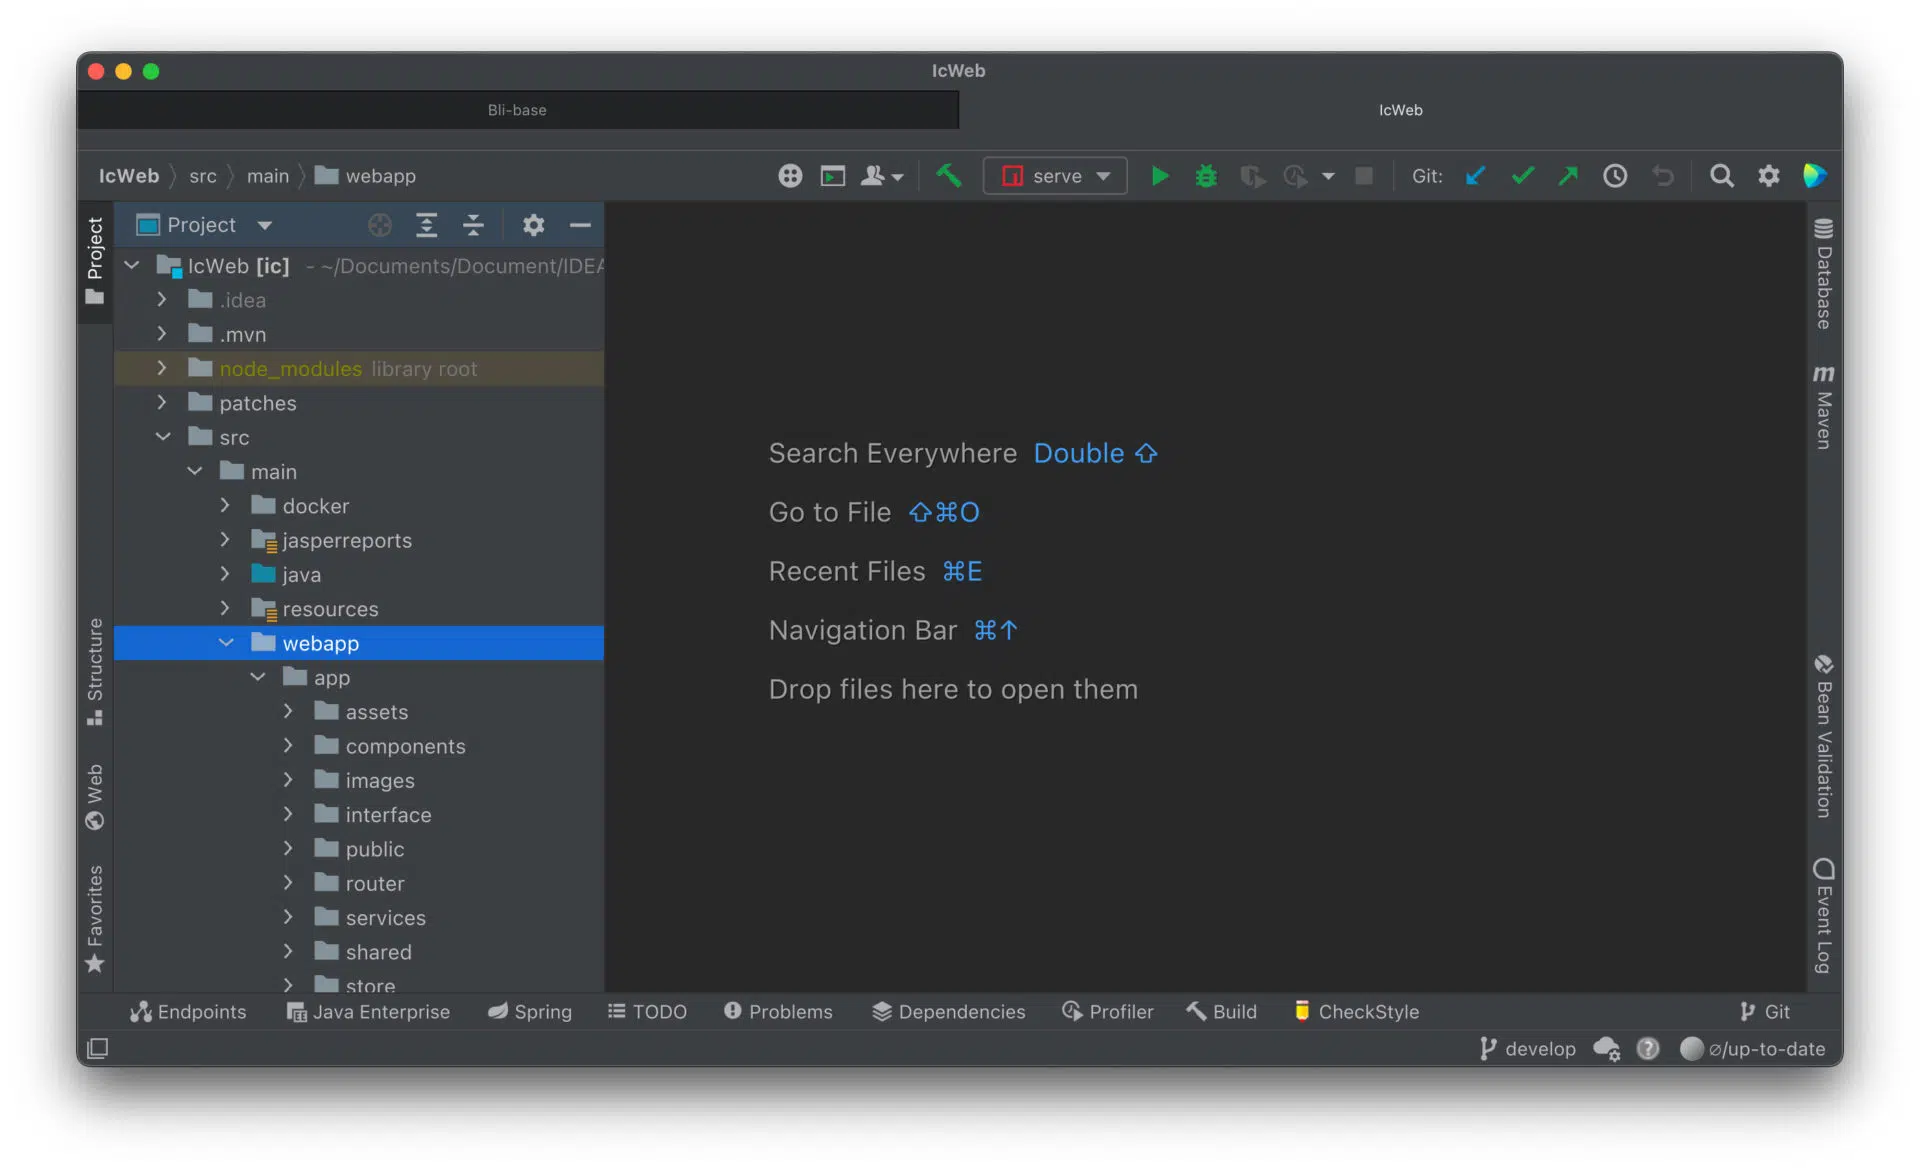 IcWeb
Bli-base
IcWeb
IcWeb src main webapp
serve
Git:
Project
Project
IcWeb [ic] - ~/Documents/Document/IDEA
.idea
.mvn
node_modules library root
patches
src
main
docker
jasperreports
java
resources
webapp
app
assets
components
images
interface
public
router
services
shared
store
Structure
Web
Favorites
Search Everywhere Double ⇧
Go to File ⇧⌘O
Recent Files ⌘E
Navigation Bar ⌘↑
Drop files here to open them
Database
m Maven
Bean Validation
Event Log
Endpoints Java Enterprise Spring TODO Problems Dependencies Profiler Build CheckStyle Git
develop ∅/up-to-date